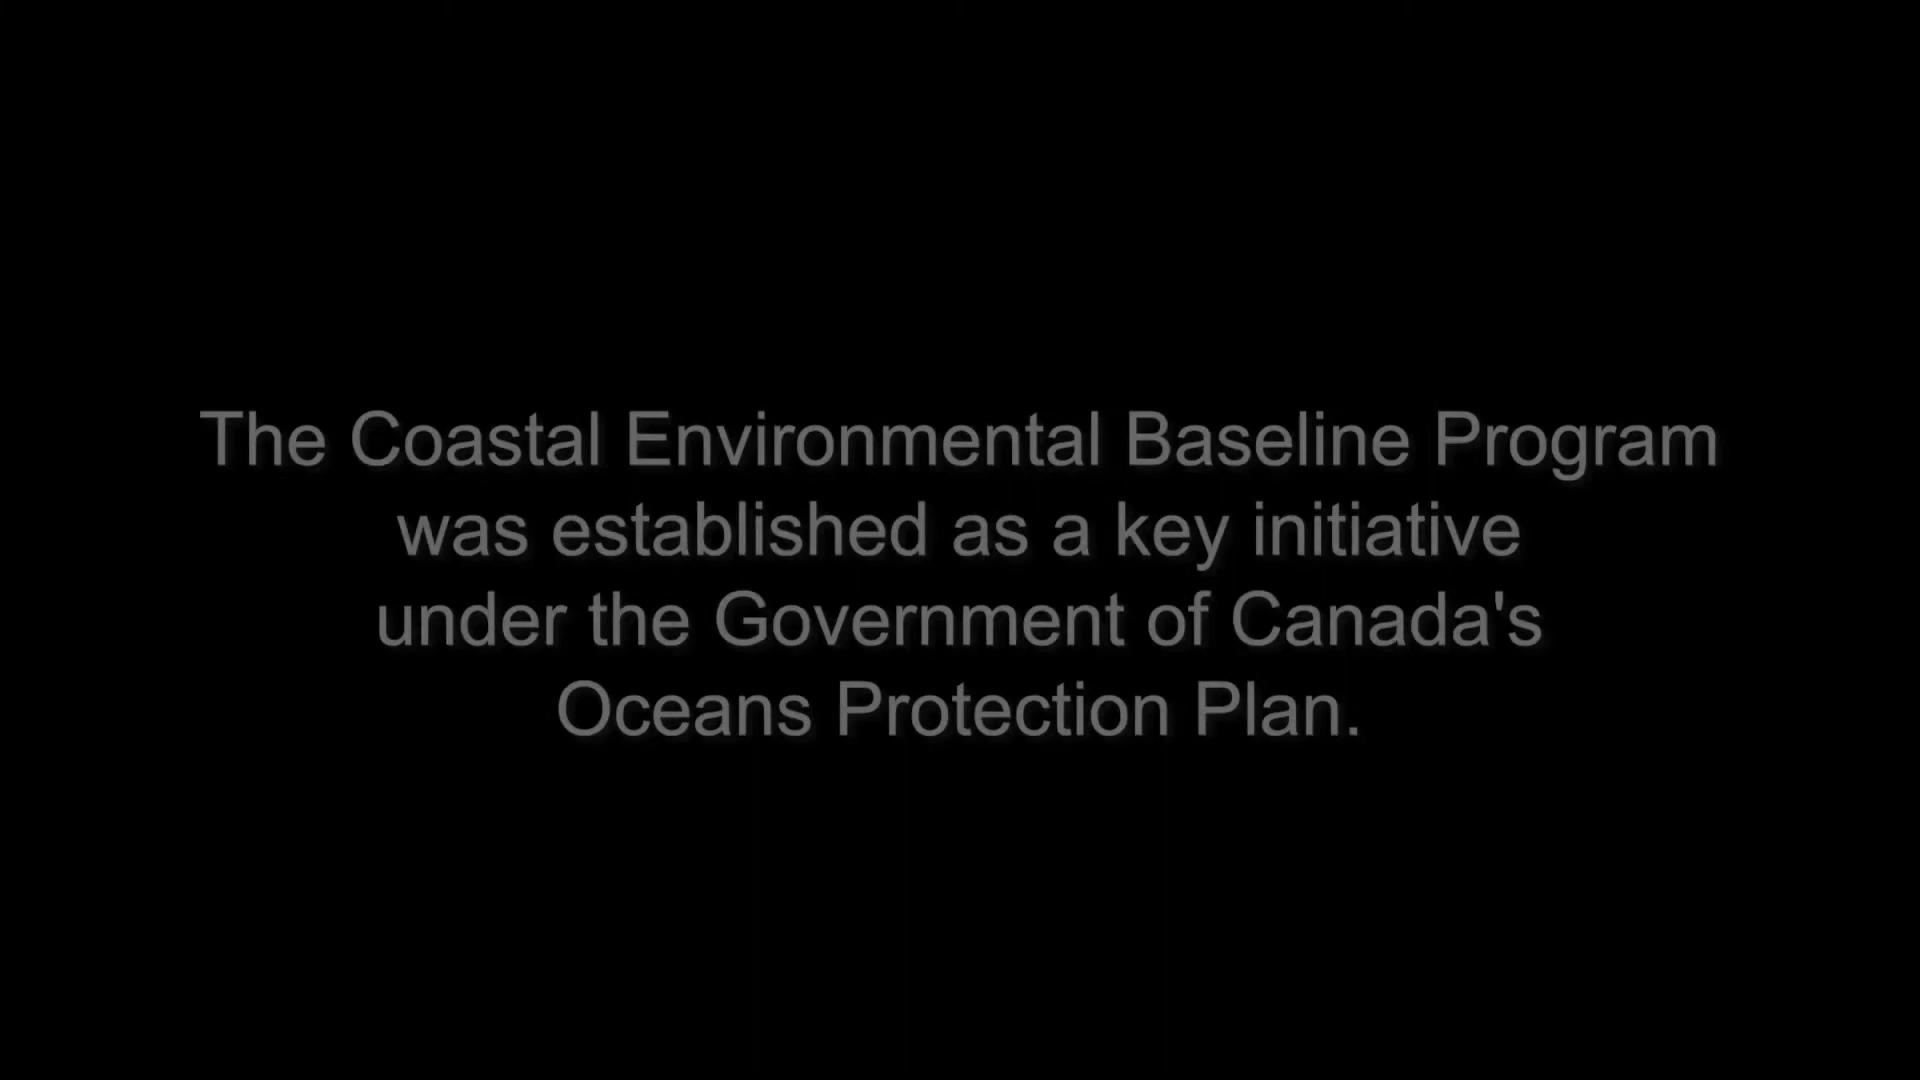 The Coastal Environmental Baseline Program
was established as a key initiative
under the Government of Canada's
Oceans Protection Plan.